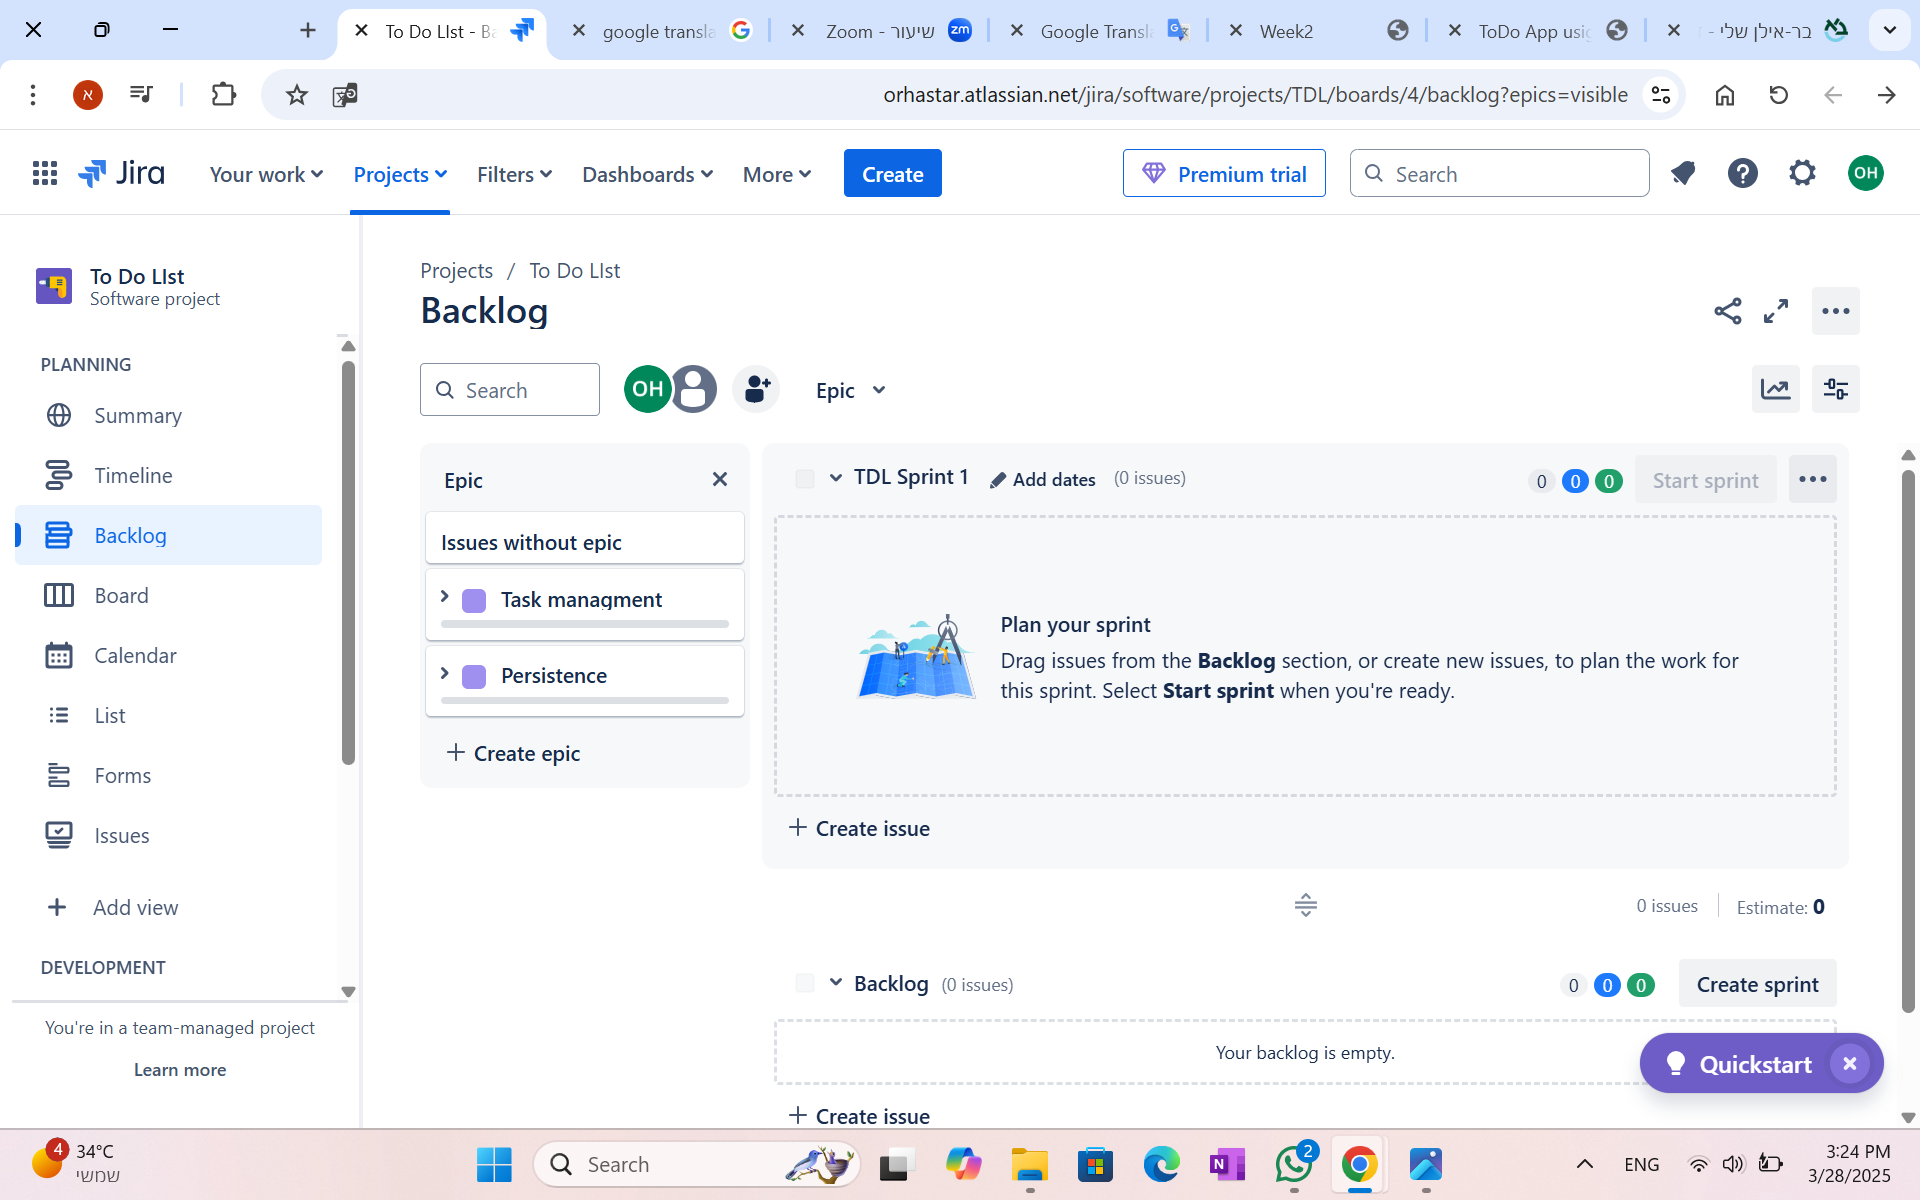 To Do LIst - Ba
google transla
Zoom - שיעור
Google Transla
Week2
ToDo App usi
בר-אילן שלי -
א
orhastar.atlassian.net/jira/software/projects/TDL/boards/4/backlog?epics=visible
Jira
Your work
Projects
Filters
Dashboards
More
Create
Premium trial
Search
OH
To Do LIst
Software project
PLANNING
Summary
Timeline
Backlog
Board
Calendar
List
Forms
Issues
Add view
DEVELOPMENT
You're in a team-managed project
Learn more
Projects / To Do LIst
Backlog
Search
OH
Epic
Epic
Issues without epic
Task managment
Persistence
Create epic
TDL Sprint 1
Add dates
(0 issues)
0 0 0
Start sprint
Plan your sprint
Drag issues from the Backlog section, or create new issues, to plan the work for
this sprint. Select Start sprint when you're ready.
Create issue
0 issues
Estimate: 0
Backlog (0 issues)
0 0 0
Create sprint
Your backlog is empty.
Quickstart
Create issue
4
34°C
שמשי
Search
2
ENG
3:24 PM
3/28/2025